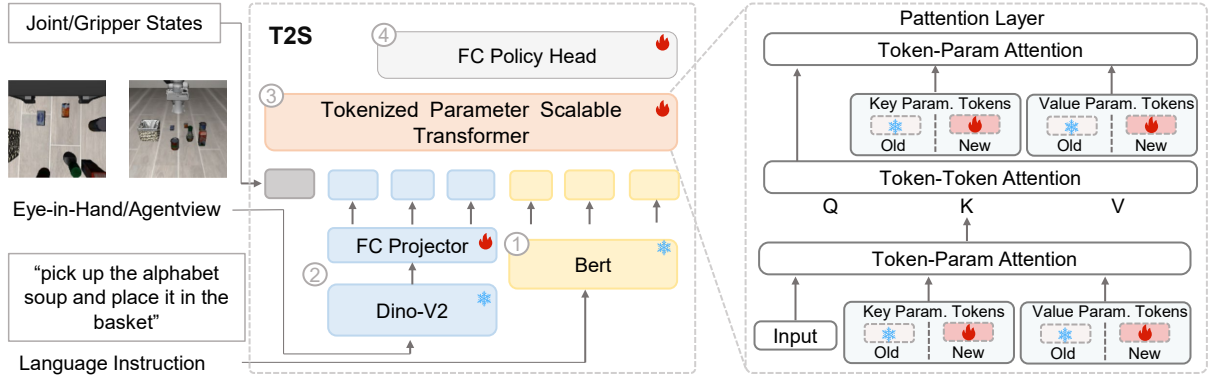 Joint/Gripper States
Eye-in-Hand/Agentview
“pick up the alphabet
soup and place it in the
basket”
Language Instruction
T2S
④
FC Policy Head
③
Tokenized Parameter Scalable
Transformer
FC Projector
①
Bert
②
Dino-V2
Pattention Layer
Token-Param Attention
Key Param. Tokens
Old
New
Value Param. Tokens
Old
New
Token-Token Attention
Q
K
V
Token-Param Attention
Input
Key Param. Tokens
Old
New
Value Param. Tokens
Old
New